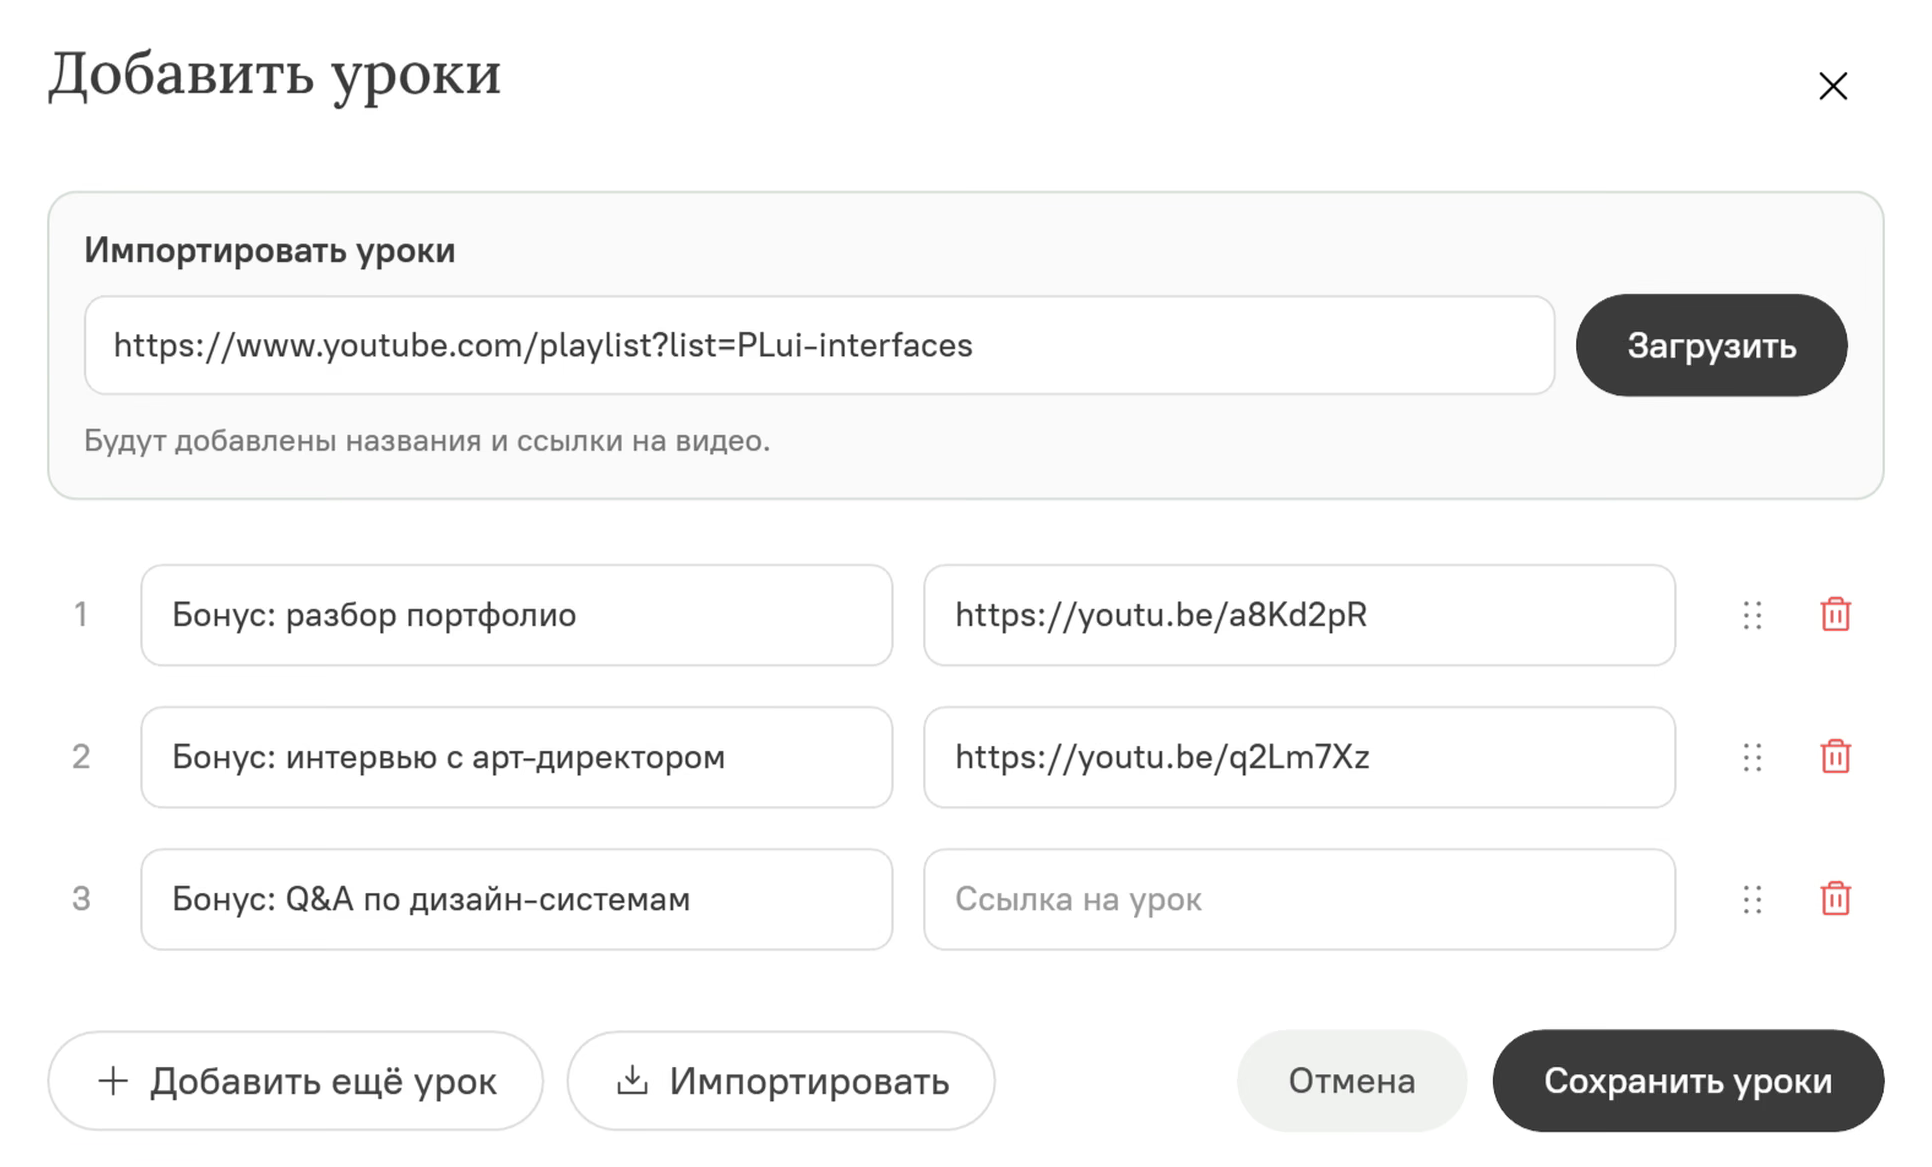 Добавить уроки
Импортировать уроки
https://www.youtube.com/playlist?list=PLui-interfaces
Загрузить
Будут добавлены названия и ссылки на видео.
1
Бонус: разбор портфолио
https://youtu.be/a8Kd2pR
2
Бонус: интервью с арт-директором
https://youtu.be/q2Lm7Xz
3
Бонус: Q&A по дизайн-системам
Ссылка на урок
Добавить ещё урок
Импортировать
Отмена
Сохранить уроки